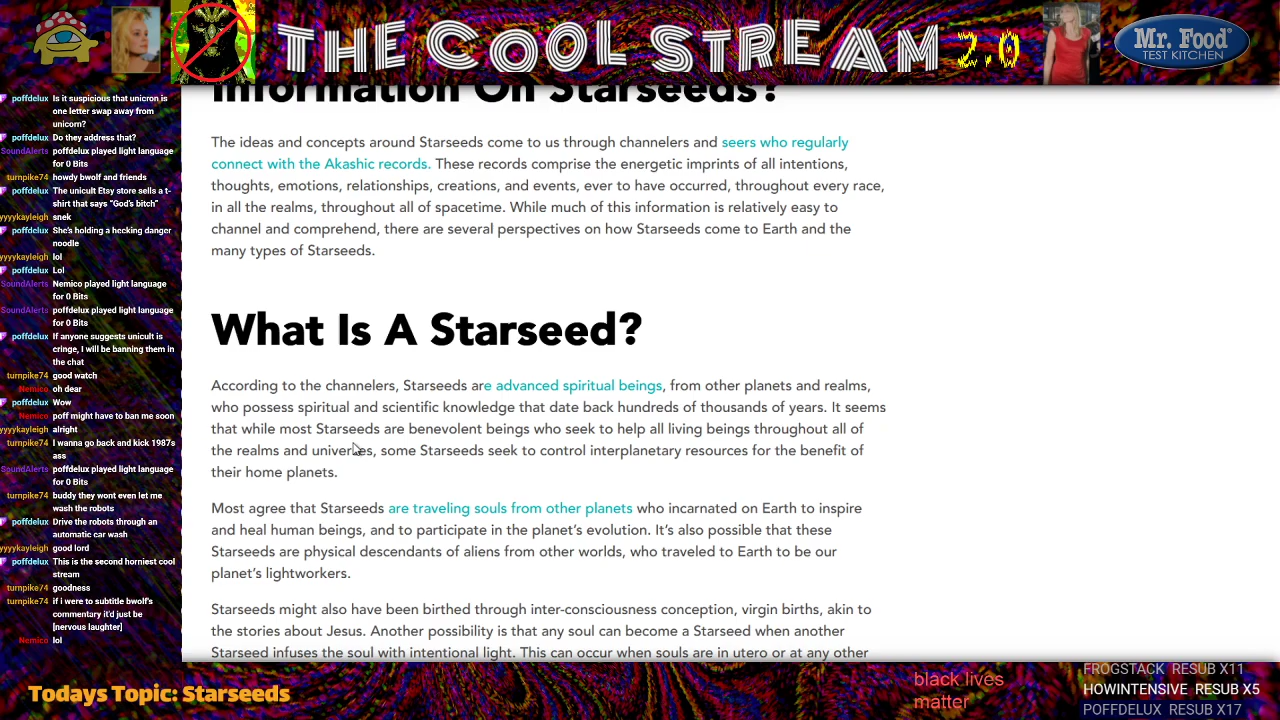 THE COOL STREAM 2.0
Mr. Food®
TEST KITCHEN
poffdelux Is it suspicious that unicron is
one letter swap away from
unicorn?
poffdelux Do they address that?
SoundAlerts poffdelux played light language
for 0 Bits
turnpike74 howdy bwolf and friends
poffdelux The unicult Etsy store sells a t-
shirt that says "God's bitch"
yyyykayleigh snek
poffdelux She's holding a hecking danger
noodle
yyyykayleigh lol
poffdelux Lol
SoundAlerts Nemico played light language
for 0 Bits
SoundAlerts poffdelux played light language
for 0 Bits
poffdelux If anyone suggests unicult is
cringe, I will be banning them in
the chat
turnpike74 good watch
Nemico oh dear
poffdelux Wow
Nemico poff might have to ban me soon
yyyykayleigh alright
turnpike74 I wanna go back and kick 1987s
ass
SoundAlerts poffdelux played light language
for 0 Bits
turnpike74 buddy they wont even let me
wash the robots
poffdelux Drive the robots through an
automatic car wash
yyyykayleigh good lord
poffdelux This is the second horniest cool
stream
turnpike74 goodness
turnpike74 if i were to subtitle bwolf's
commentary it'd just be
[nervous laughter]
Nemico lol
Information On Starseeds?
The ideas and concepts around Starseeds come to us through channelers and seers who regularly
connect with the Akashic records. These records comprise the energetic imprints of all intentions,
thoughts, emotions, relationships, creations, and events, ever to have occurred, throughout every race,
in all the realms, throughout all of spacetime. While much of this information is relatively easy to
channel and comprehend, there are several perspectives on how Starseeds come to Earth and the
many types of Starseeds.
What Is A Starseed?
According to the channelers, Starseeds are advanced spiritual beings, from other planets and realms,
who possess spiritual and scientific knowledge that date back hundreds of thousands of years. It seems
that while most Starseeds are benevolent beings who seek to help all living beings throughout all of
the realms and universes, some Starseeds seek to control interplanetary resources for the benefit of
their home planets.
Most agree that Starseeds are traveling souls from other planets who incarnated on Earth to inspire
and heal human beings, and to participate in the planet's evolution. It's also possible that these
Starseeds are physical descendants of aliens from other worlds, who traveled to Earth to be our
planet's lightworkers.
Starseeds might also have been birthed through inter-consciousness conception, virgin births, akin to
the stories about Jesus. Another possibility is that any soul can become a Starseed when another
Starseed infuses the soul with intentional light. This can occur when souls are in utero or at any other
Todays Topic: Starseeds
black lives
matter
FROGSTACK RESUB X11
HOWINTENSIVE RESUB X5
POFFDELUX RESUB X17